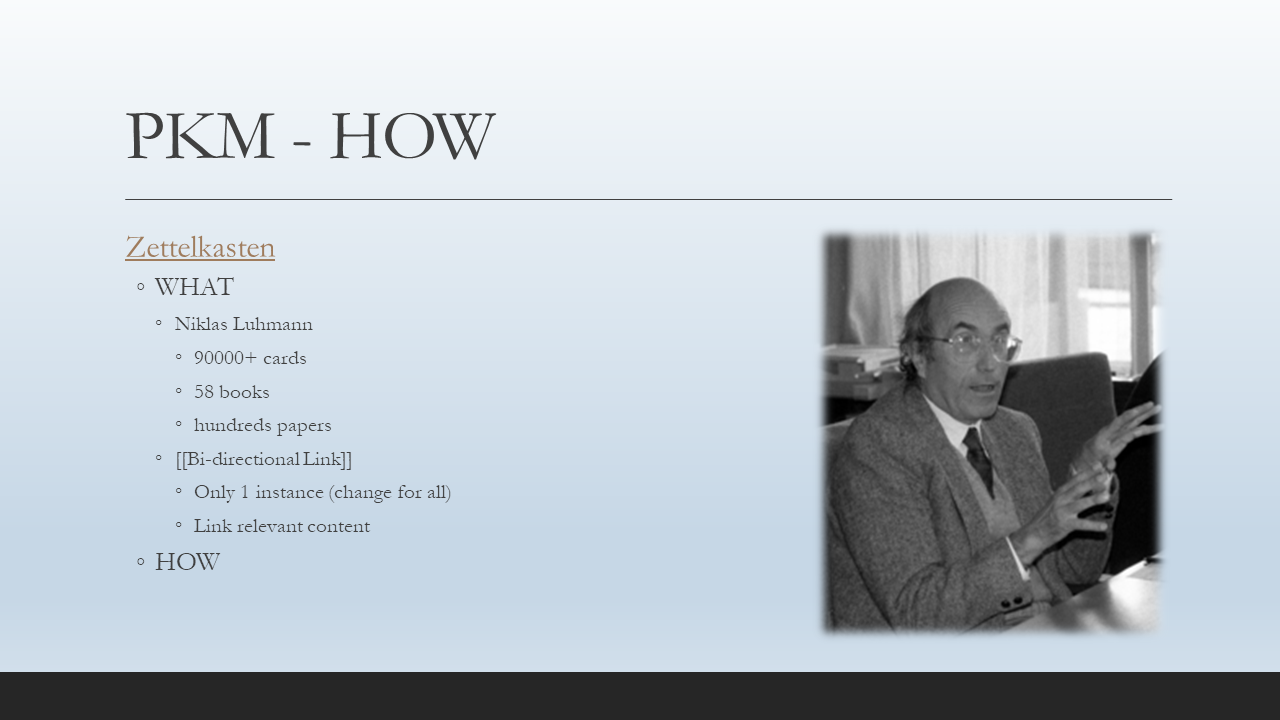 PKM - HOW
Zettelkasten
◦ WHAT
◦ Niklas Luhmann
◦ 90000+ cards
◦ 58 books
◦ hundreds papers
◦ [[Bi-directional Link]]
◦ Only 1 instance (change for all)
◦ Link relevant content
◦ HOW